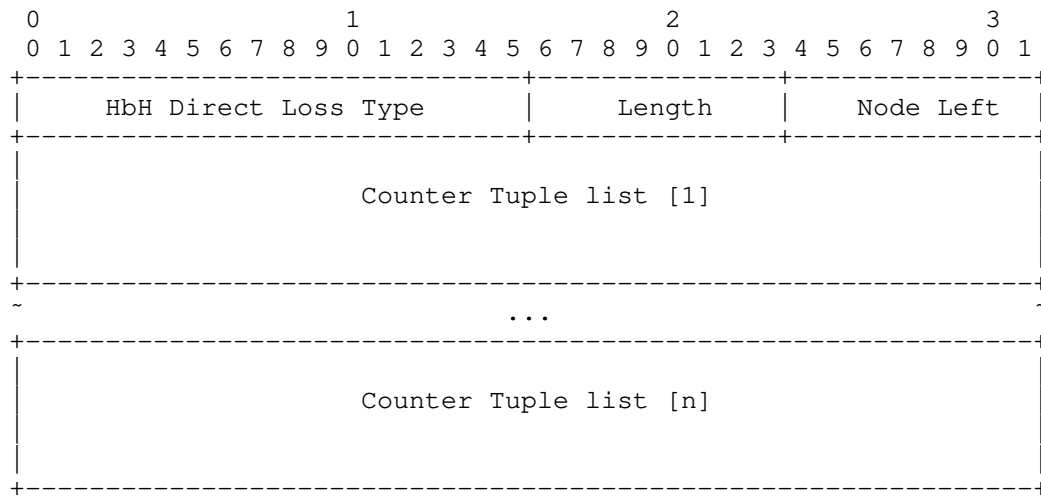 0 1 2 3
0 1 2 3 4 5 6 7 8 9 0 1 2 3 4 5 6 7 8 9 0 1 2 3 4 5 6 7 8 9 0 1
HbH Direct Loss Type | Length | Node Left
Counter Tuple list [1]
~ ... ~
Counter Tuple list [n]